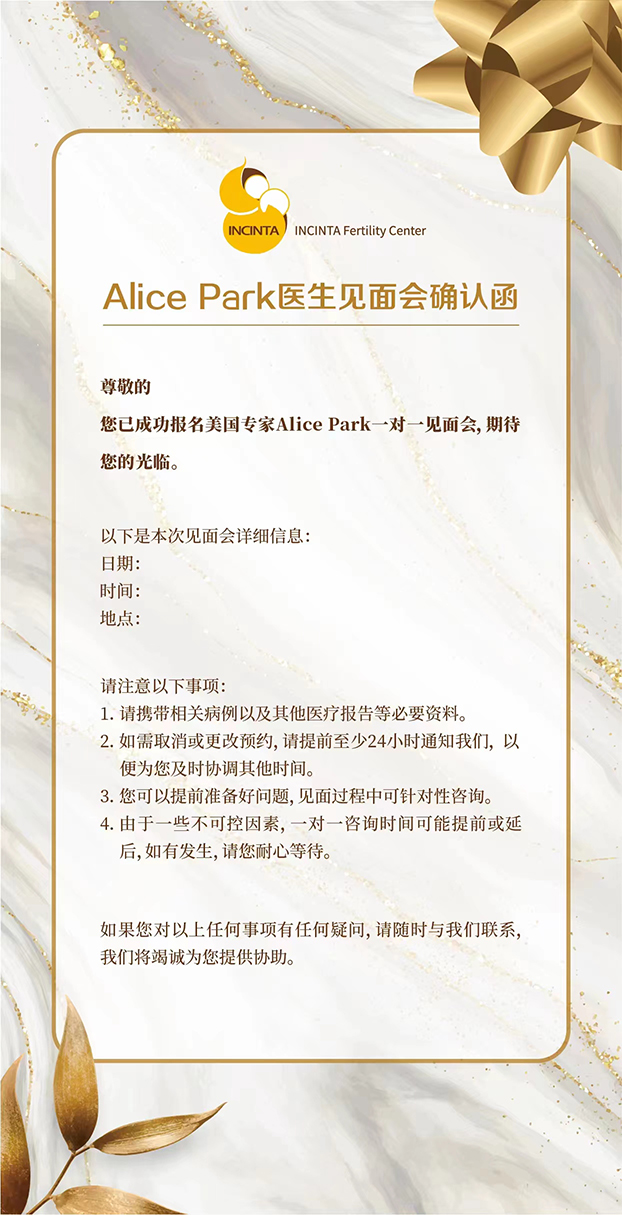 INCINTA
INCINTA Fertility Center
Alice Park医生见面会确认函
尊敬的
您已成功报名美国专家Alice Park一对一见面会,期待
您的光临。
以下是本次见面会详细信息:
日期:
时间:
地点:
请注意以下事项:
1. 请携带相关病例以及其他医疗报告等必要资料。
2. 如需取消或更改预约,请提前至少24小时通知我们, 以
便为您及时协调其他时间。
3. 您可以提前准备好问题,见面过程中可针对性咨询。
4. 由于一些不可控因素, 一对一咨询时间可能提前或延
后,如有发生,请您耐心等待。
如果您对以上任何事项有任何疑问,请随时与我们联系,
我们将竭诚为您提供协助。